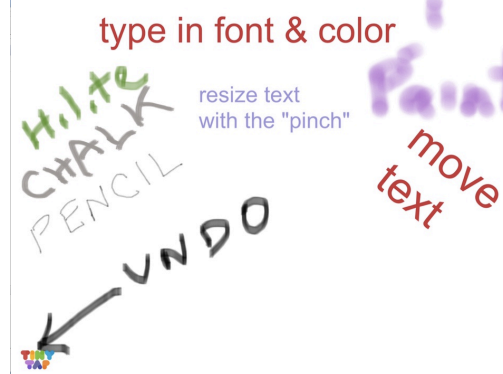 type in font & color
Hilite
CHALK
PENCIL
resize text
with the "pinch"
Paint
move
text
UNDO
TINY
TAP